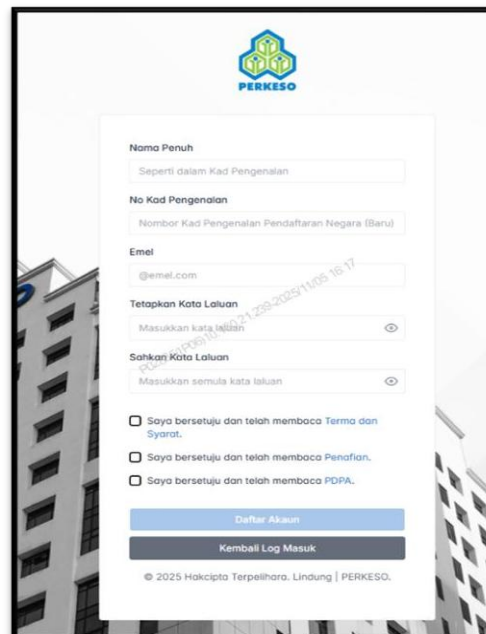 PERKESO
Nama Penuh
Seperti dalam Kad Pengenalan
No Kad Pengenalan
Nombor Kad Pengenalan Pendaftaran Negara (Baru)
Emel
@emel.com
Tetapkan Kata Laluan
Masukkan kata laluan
Sahkan Kata Laluan
Masukkan semula kata laluan
Saya bersetuju dan telah membaca Terma dan
Syarat.
Saya bersetuju dan telah membaca Penafian.
Saya bersetuju dan telah membaca PDPA.
Daftar Akaun
Kembali Log Masuk
© 2025 Hakcipta Terpelihara. Lindung | PERKESO.